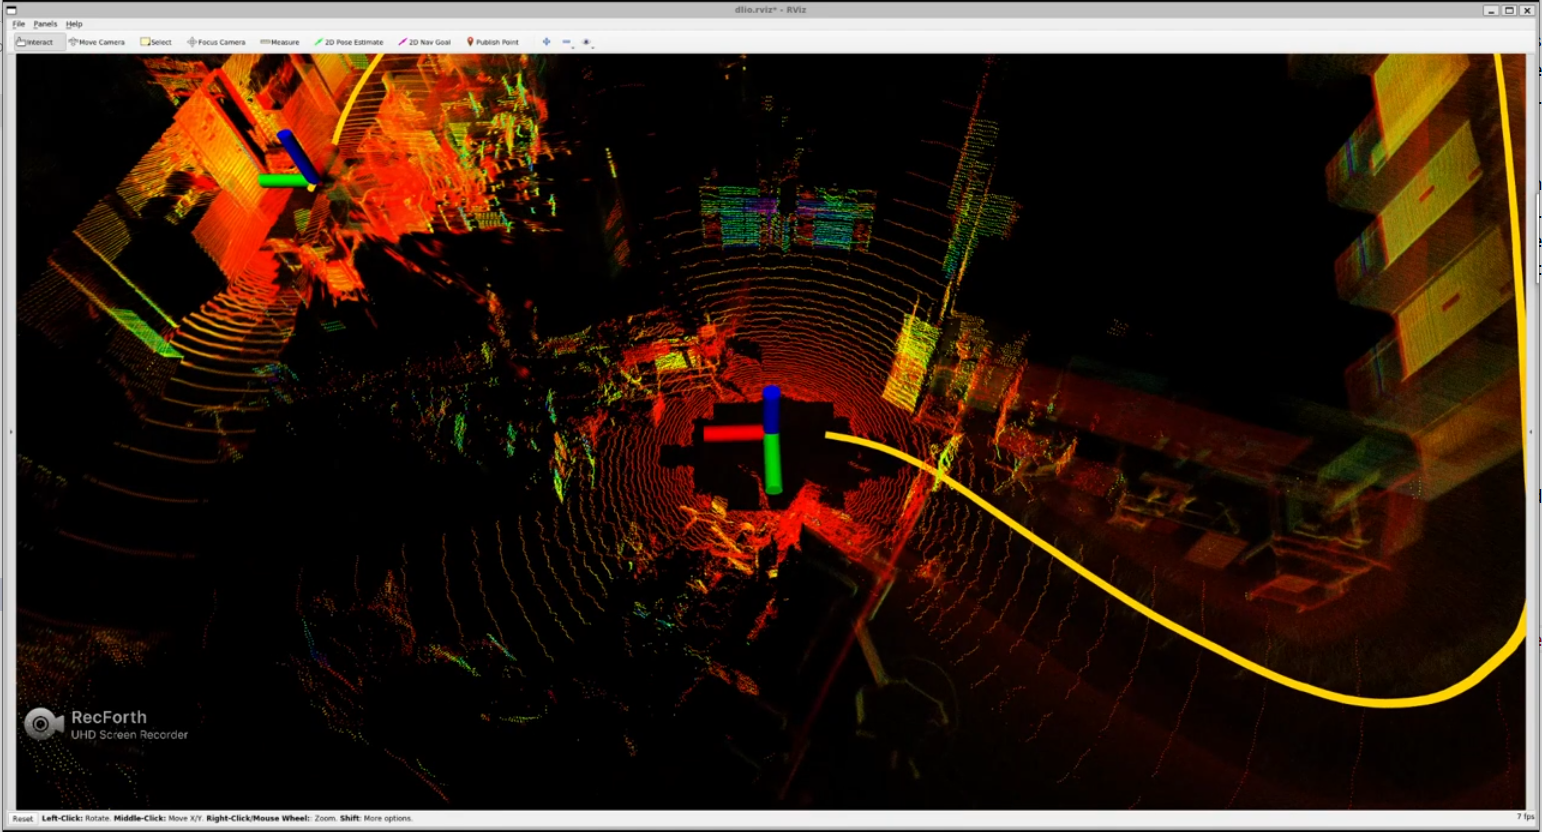 dlio.rviz* - RViz
File Panels Help
Interact Move Camera Select Focus Camera Measure 2D Pose Estimate 2D Nav Goal Publish Point
RecForth
UHD Screen Recorder
Reset Left-Click: Rotate. Middle-Click: Move X/Y. Right-Click/Mouse Wheel:: Zoom. Shift: More options. 7 fps